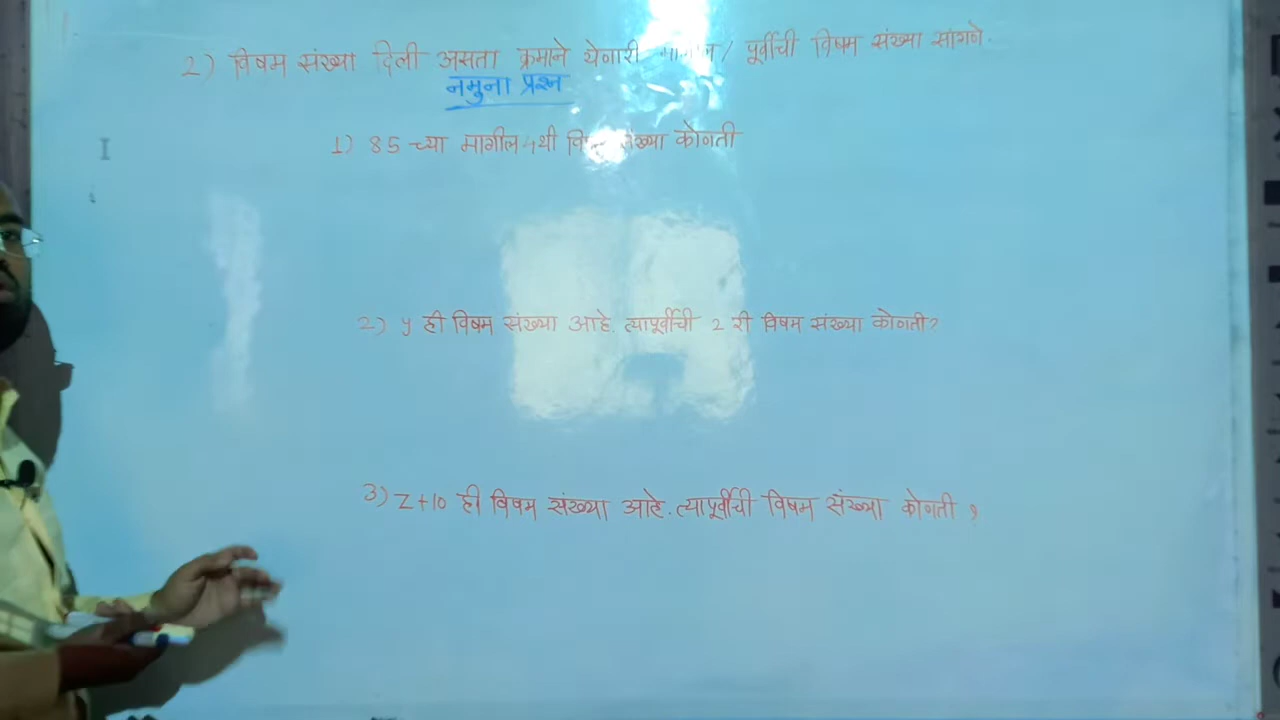 2) विषम संख्या दिली असता क्रमाने येणारी / पूर्वीची विषम संख्या सांगणे.
नमुना प्रश्न
1) 85 च्या मागील 4थी संख्या कोणती
2) y ही विषम संख्या आहे. त्यापूर्वीची 2 री विषम संख्या कोणती?
3) Z+10 ही विषम संख्या आहे. त्यापूर्वीची विषम संख्या कोणती ?